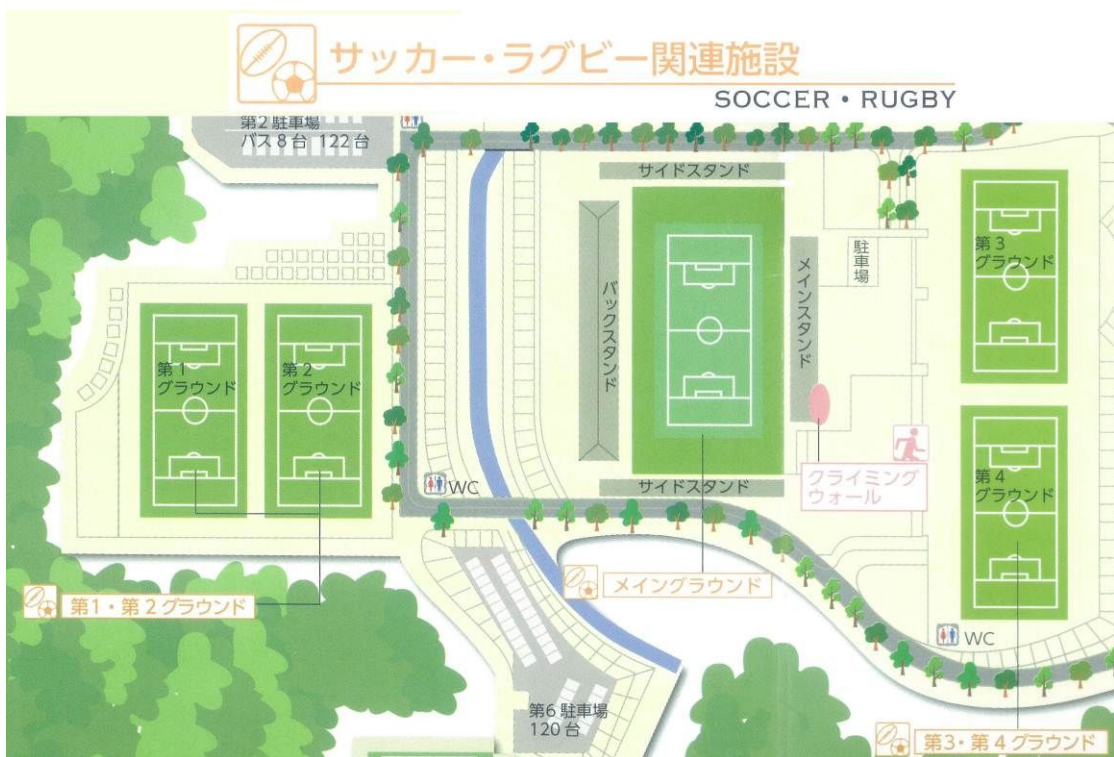 サッカー・ラグビー関連施設
SOCCER・RUGBY
第2 駐車場
バス 8 台 122 台
サイドスタンド
第 3
グラウンド
駐車場
メインスタンド
バックスタンド
第 1
グラウンド
第 2
グラウンド
クライミング
ウォール
第 4
グラウンド
WC
サイドスタンド
メイングラウンド
第1・第 2 グラウンド
WC
第6 駐車場
120 台
第3・第 4 グラウンド